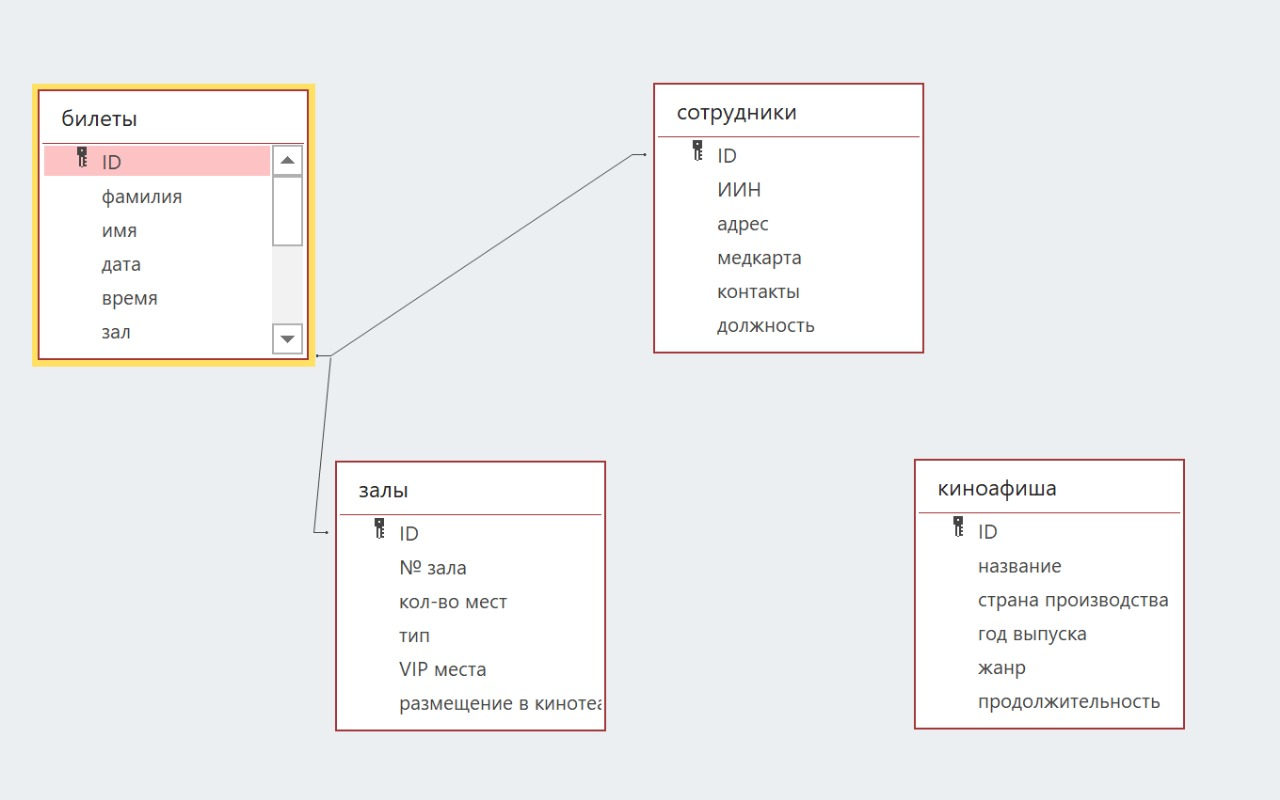 билеты
ID
фамилия
имя
дата
время
зал
сотрудники
ID
ИИН
адрес
медкарта
контакты
должность
залы
ID
№ зала
кол-во мест
тип
VIP места
размещение в
киноафиша
ID
название
страна производства
год выпуска
жанр
продолжительность